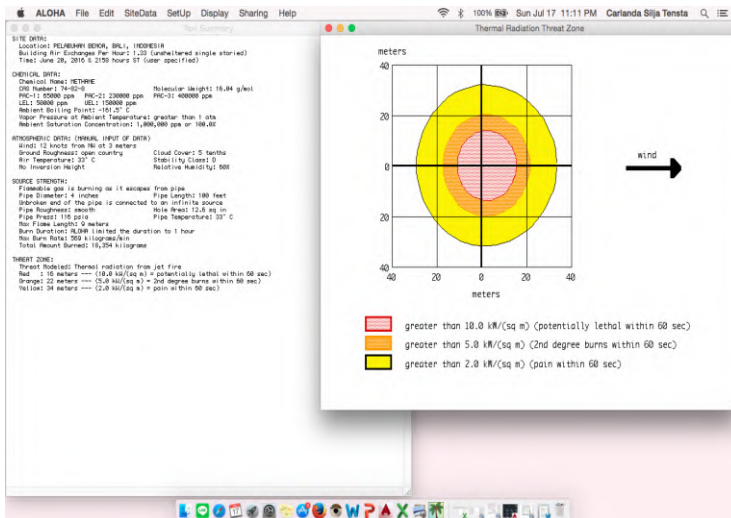 ALOHA File Edit SiteData SetUp Display Sharing Help 100% Sun Jul 17 11:11 PM Carlanda Silja Tensta
Text Summary
SITE DATA:
Location: PELABUHAN BENOA, BALI, INDONESIA
Building Air Exchanges Per Hour: 1.33 (unsheltered single storied)
Time: June 20, 2016 & 2150 hours ST (user specified)
CHEMICAL DATA:
Chemical Name: METHANE
CAS Number: 74-82-8 Molecular Weight: 16.04 g/mol
PAC-1: 65000 ppm PAC-2: 230000 ppm PAC-3: 400000 ppm
LEL: 50000 ppm UEL: 150000 ppm
Ambient Boiling Point: -161.5° C
Vapor Pressure at Ambient Temperature: greater than 1 atm
Ambient Saturation Concentration: 1,000,000 ppm or 100.0%
ATMOSPHERIC DATA: (MANUAL INPUT OF DATA)
Wind: 12 knots from NW at 3 meters
Ground Roughness: open country Cloud Cover: 5 tenths
Air Temperature: 33° C Stability Class: D
No Inversion Height Relative Humidity: 60%
SOURCE STRENGTH:
Flammable gas is burning as it escapes from pipe
Pipe Diameter: 4 inches Pipe Length: 100 feet
Unbroken end of the pipe is connected to an infinite source
Pipe Roughness: smooth Hole Area: 12.6 sq in
Pipe Press: 116 psia Pipe Temperature: 33° C
Max Flame Length: 9 meters
Burn Duration: ALOHA limited the duration to 1 hour
Max Burn Rate: 569 kilograms/min
Total Amount Burned: 18,354 kilograms
THREAT ZONE:
Threat Modeled: Thermal radiation from jet fire
Red : 16 meters --- (10.0 kW/(sq m) = potentially lethal within 60 sec)
Orange: 22 meters --- (5.0 kW/(sq m) = 2nd degree burns within 60 sec)
Yellow: 34 meters --- (2.0 kW/(sq m) = pain within 60 sec)
Thermal Radiation Threat Zone
meters
40
20
0
20
40
40 20 0 20 40
meters
wind
greater than 10.0 kW/(sq m) (potentially lethal within 60 sec)
greater than 5.0 kW/(sq m) (2nd degree burns within 60 sec)
greater than 2.0 kW/(sq m) (pain within 60 sec)